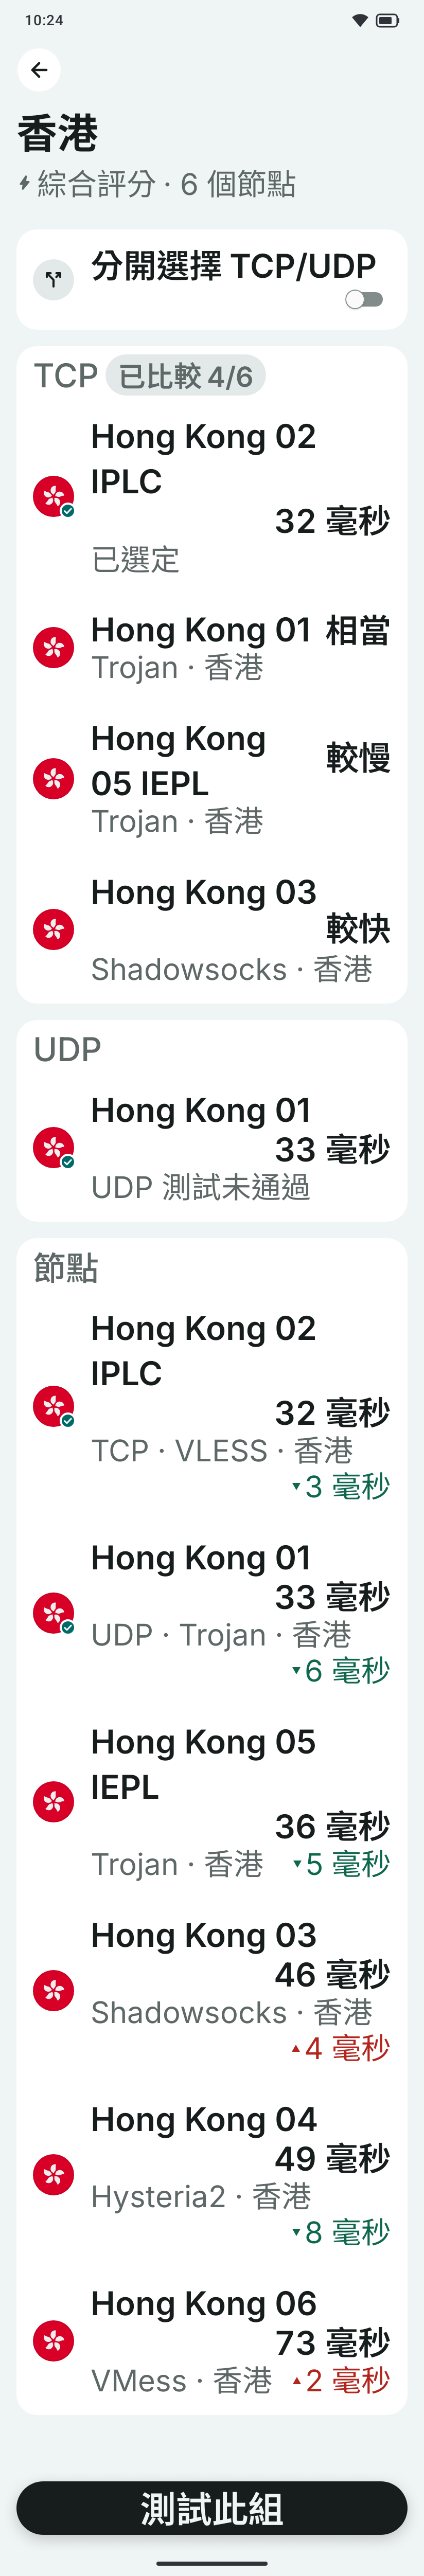 10:24
香港
綜合評分 · 6 個節點
分開選擇 TCP/UDP
TCP 已比較 4/6
Hong Kong 02
IPLC
32 毫秒
已選定
Hong Kong 01 相當
Trojan · 香港
Hong Kong
05 IEPL
較慢
Trojan · 香港
Hong Kong 03
較快
Shadowsocks · 香港
UDP
Hong Kong 01
33 毫秒
UDP 測試未通過
節點
Hong Kong 02
IPLC
32 毫秒
TCP · VLESS · 香港
▾3 毫秒
Hong Kong 01
33 毫秒
UDP · Trojan · 香港
▾6 毫秒
Hong Kong 05
IEPL
36 毫秒
Trojan · 香港 ▾5 毫秒
Hong Kong 03
46 毫秒
Shadowsocks · 香港
▴4 毫秒
Hong Kong 04
49 毫秒
Hysteria2 · 香港
▾8 毫秒
Hong Kong 06
73 毫秒
VMess · 香港 ▴2 毫秒
測試此組